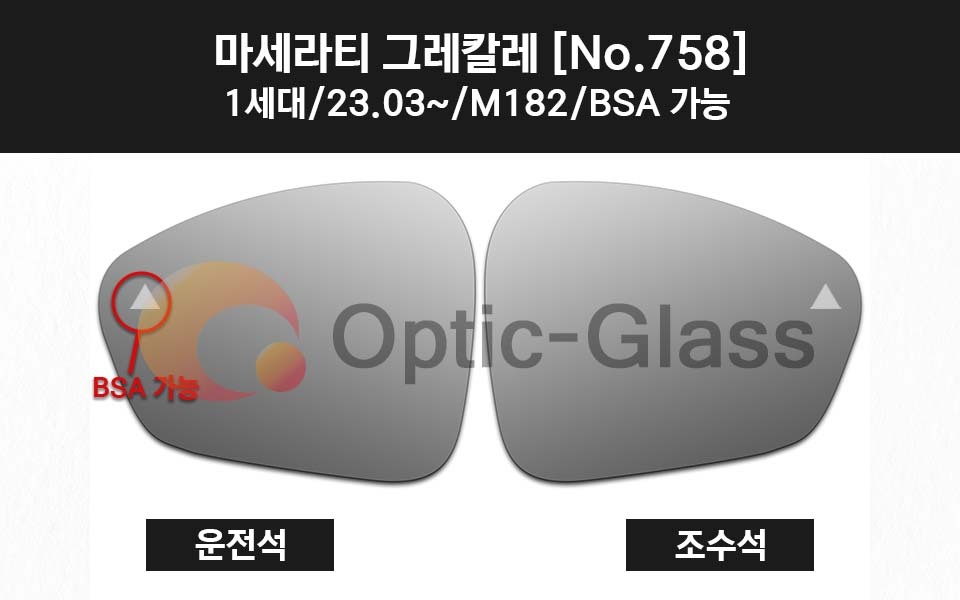 마세라티 그레칼레 [No.758]
1세대/23.03~/M182/BSA 가능
Optic-Glass
BSA 가능
운전석
조수석